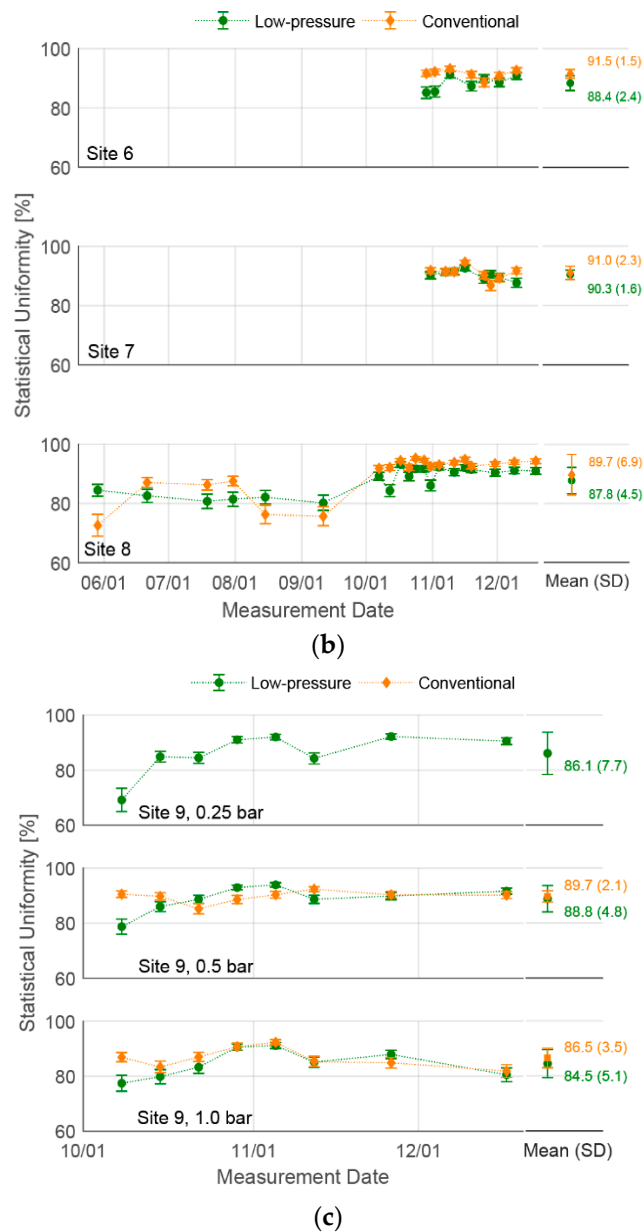 Low-pressure Conventional
100
80
60
Site 6
91.5 (1.5)
88.4 (2.4)
100
80
60
Site 7
91.0 (2.3)
90.3 (1.6)
Statistical Uniformity [%]
100
80
60
Site 8
89.7 (6.9)
87.8 (4.5)
06/01 07/01 08/01 09/01 10/01 11/01 12/01 Mean (SD)
Measurement Date
(b)
Low-pressure Conventional
100
80
60
Site 9, 0.25 bar
86.1 (7.7)
Statistical Uniformity [%]
100
80
60
Site 9, 0.5 bar
89.7 (2.1)
88.8 (4.8)
100
80
60
Site 9, 1.0 bar
86.5 (3.5)
84.5 (5.1)
10/01 11/01 12/01 Mean (SD)
Measurement Date
(c)